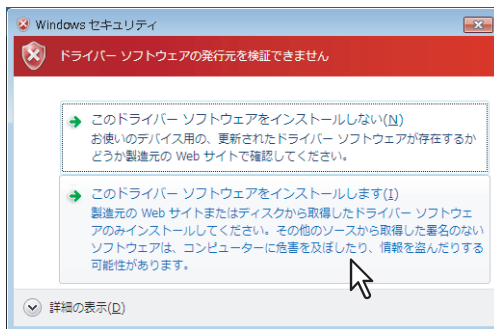 Windows セキュリティ
ドライバー ソフトウェアの発行元を検証できません
このドライバー ソフトウェアをインストールしない(N)
お使いのデバイス用の、更新されたドライバー ソフトウェアが存在するか
どうか製造元の Web サイトで確認してください。
このドライバー ソフトウェアをインストールします(I)
製造元の Web サイトまたはディスクから取得したドライバー ソフトウェ
アのみインストールしてください。その他のソースから取得した署名のない
ソフトウェアは、コンピューターに危害を及ぼしたり、情報を盗んだりする
可能性があります。
詳細の表示(D)